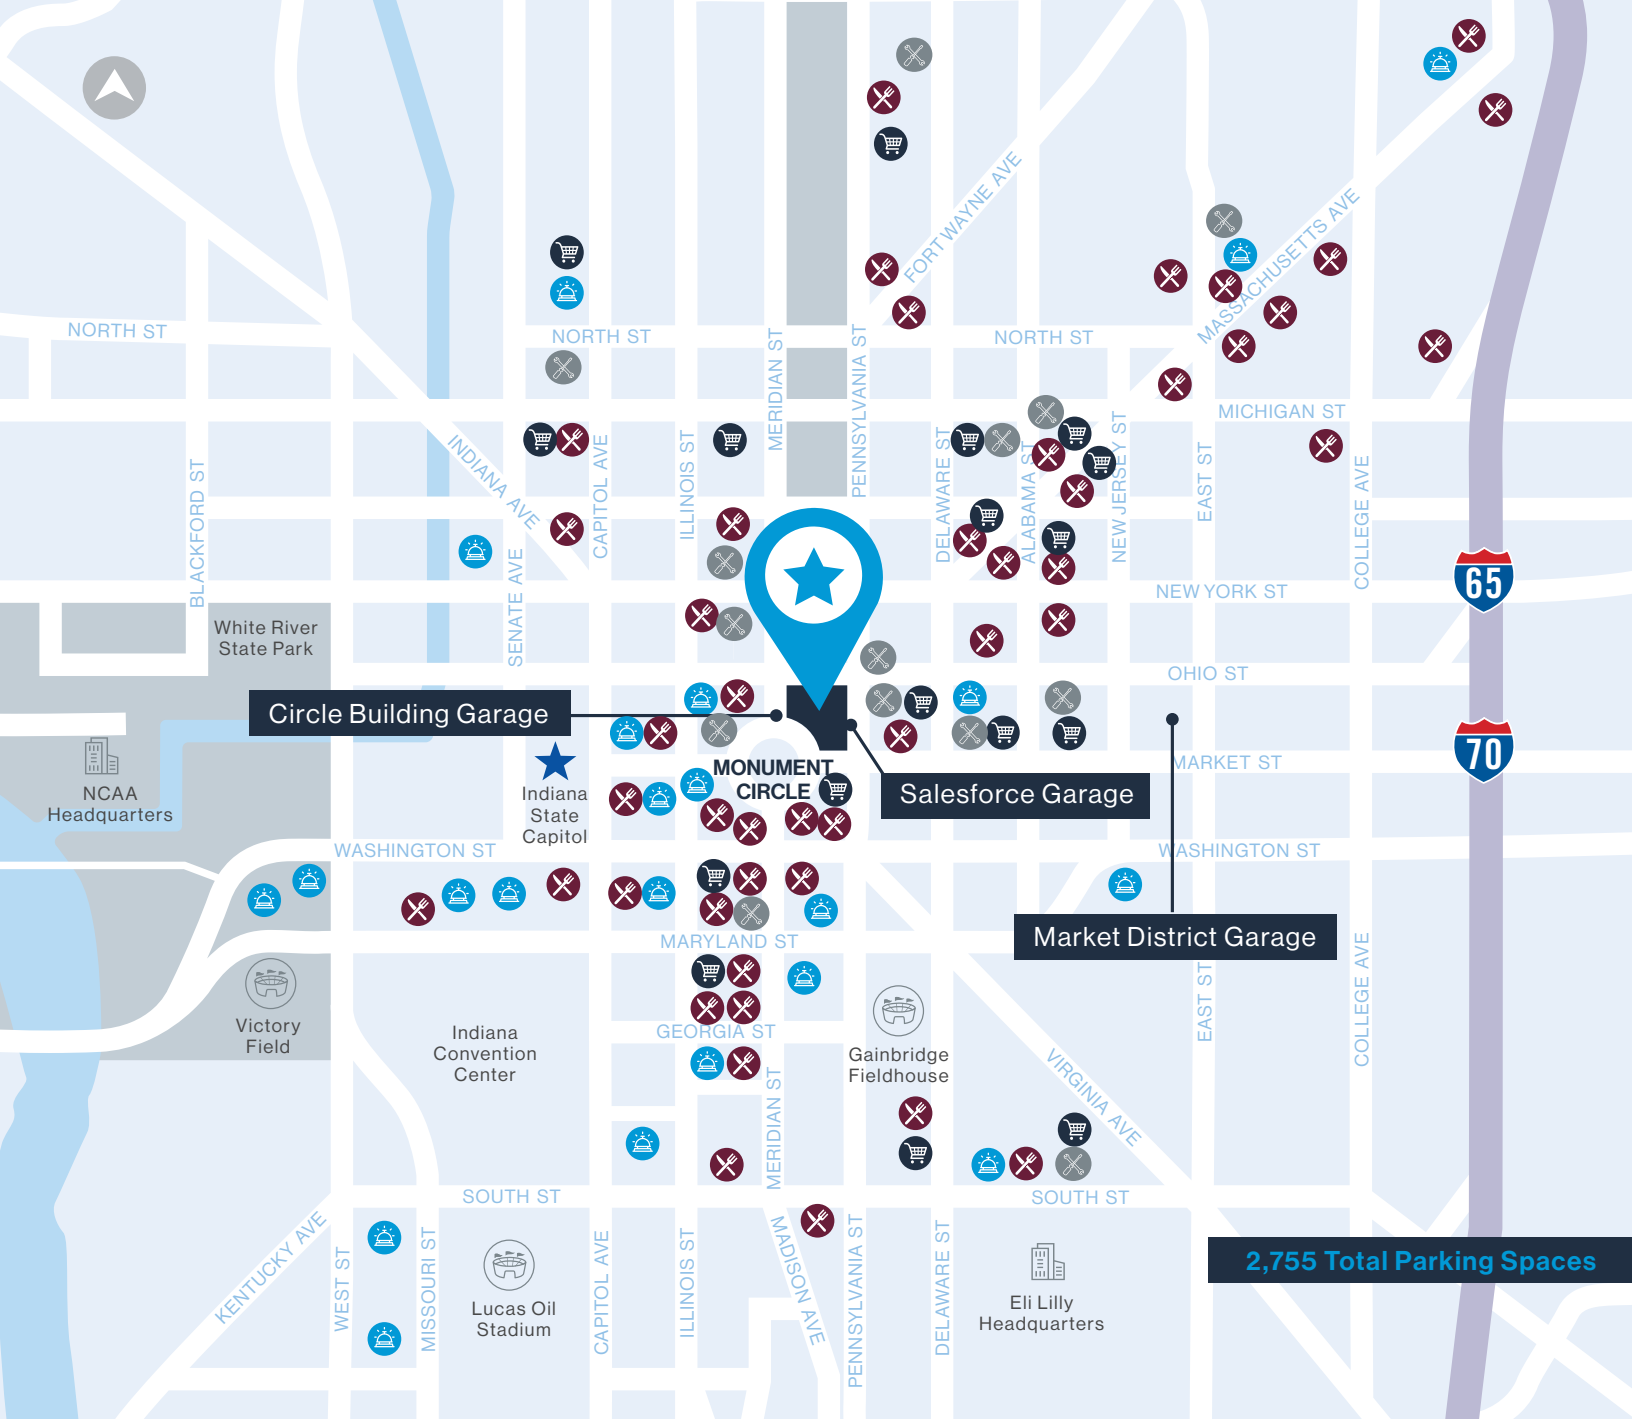 NORTH ST
NORTH ST
NORTH ST
FORT WAYNE AVE
MASSACHUSETTS AVE
MERIDIAN ST
PENNSYLVANIA ST
MICHIGAN ST
INDIANA AVE
BLACKFORD ST
CAPITOL AVE
ILLINOIS ST
DELAWARE ST
ALABAMA ST
NEW JERSEY ST
EAST ST
COLLEGE AVE
SENATE AVE
NEW YORK ST
65
White River
State Park
OHIO ST
Circle Building Garage
70
MARKET ST
MONUMENT
CIRCLE
Salesforce Garage
NCAA
Headquarters
Indiana
State
Capitol
WASHINGTON ST
WASHINGTON ST
Market District Garage
MARYLAND ST
EAST ST
COLLEGE AVE
Victory
Field
Indiana
Convention
Center
GEORGIA ST
Gainbridge
Fieldhouse
VIRGINIA AVE
MERIDIAN ST
SOUTH ST
SOUTH ST
KENTUCKY AVE
WEST ST
MISSOURI ST
Lucas Oil
Stadium
CAPITOL AVE
ILLINOIS ST
MADISON AVE
PENNSYLVANIA ST
DELAWARE ST
Eli Lilly
Headquarters
2,755 Total Parking Spaces